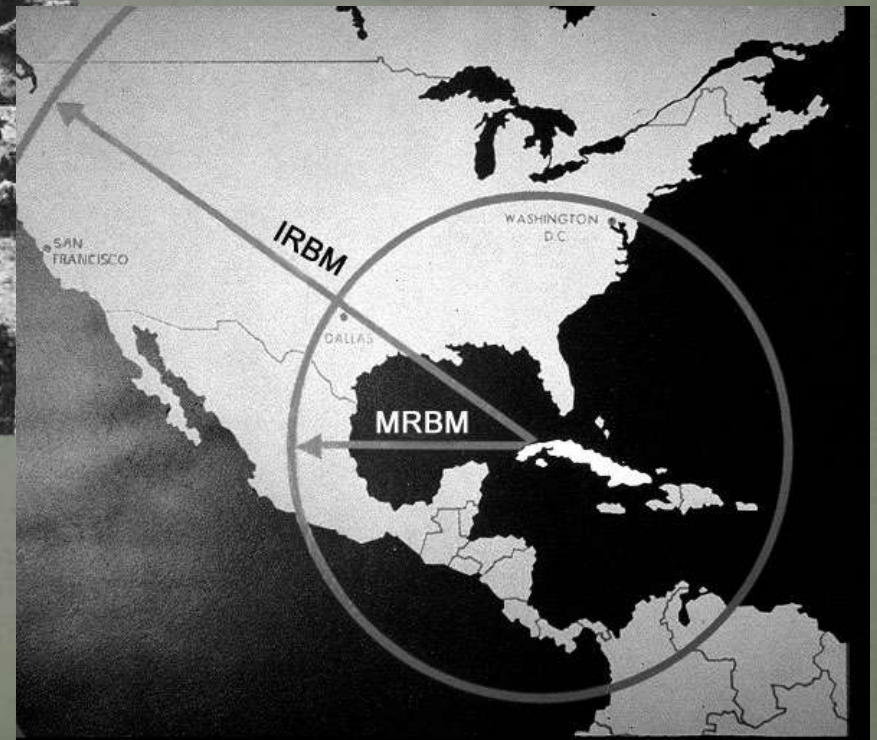 WASHINGTON
D.C.
SAN
FRANCISCO
IRBM
DALLAS
MRBM